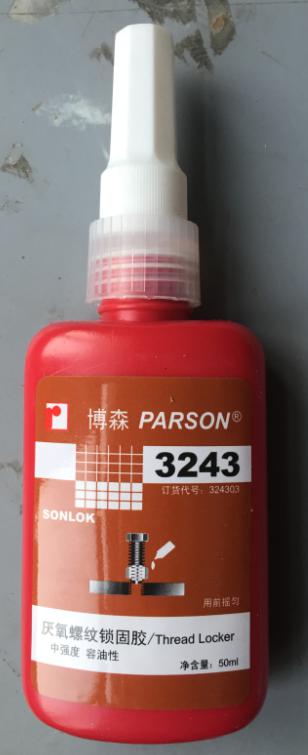 博森 PARSON®
3243
订货代号：324303
SONLOK
用前摇匀
厌氧螺纹锁固胶/Thread Locker
中强度 容油性
净含量：50ml